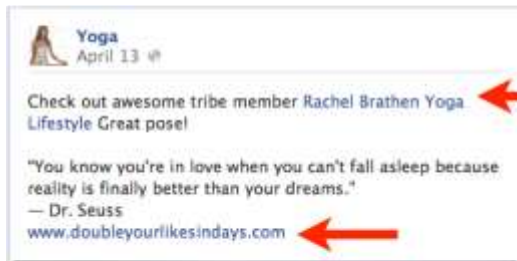 Yoga
April 13
Check out awesome tribe member Rachel Brathen Yoga
Lifestyle Great pose!
"You know you're in love when you can't fall asleep because
reality is finally better than your dreams."
— Dr. Seuss
www.doubleyourlikesindays.com